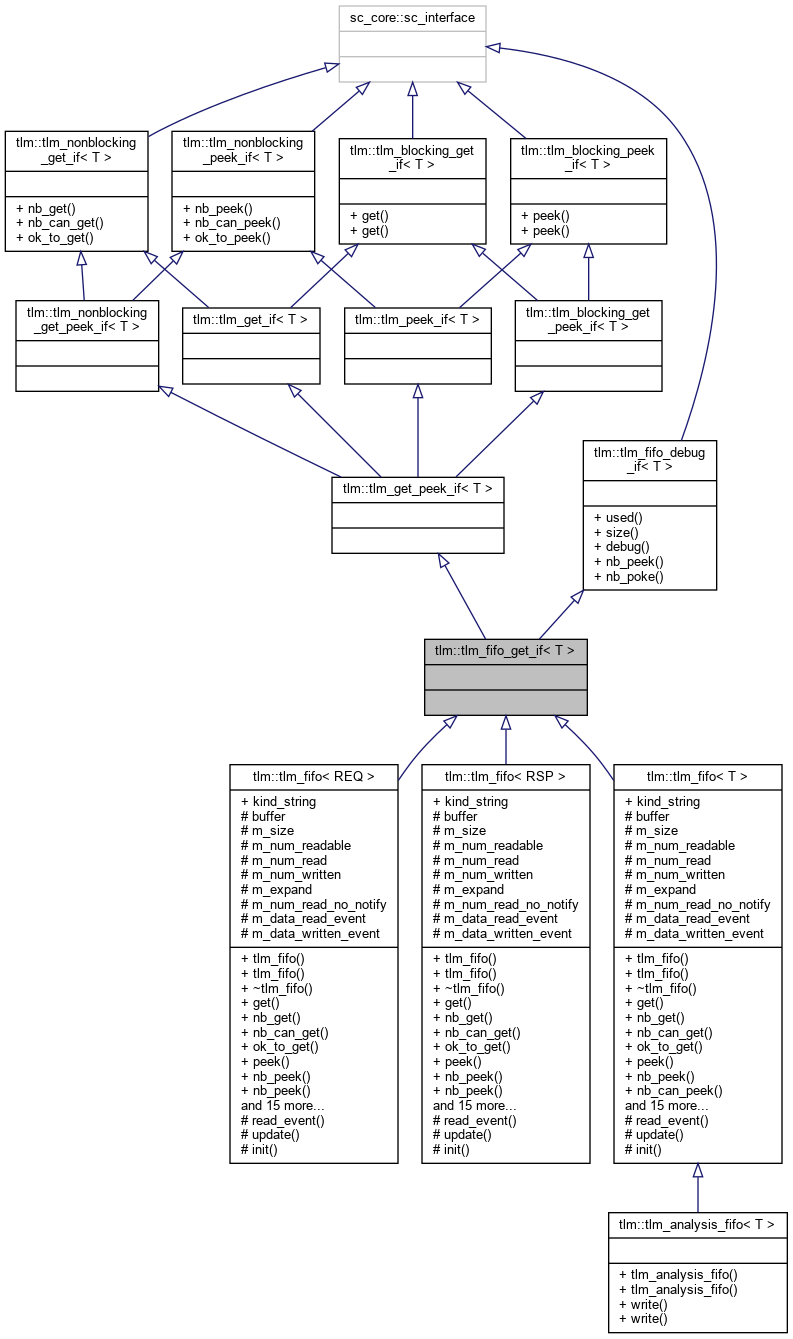 sc_core::sc_interface
tlm::tlm_nonblocking
_get_if< T >
+ nb_get()
+ nb_can_get()
+ ok_to_get()
tlm::tlm_nonblocking
_peek_if< T >
+ nb_peek()
+ nb_can_peek()
+ ok_to_peek()
tlm::tlm_blocking_get
_if< T >
+ get()
+ get()
tlm::tlm_blocking_peek
_if< T >
+ peek()
+ peek()
tlm::tlm_nonblocking
_get_peek_if< T >
tlm::tlm_get_if< T >
tlm::tlm_peek_if< T >
tlm::tlm_blocking_get
_peek_if< T >
tlm::tlm_get_peek_if< T >
tlm::tlm_fifo_debug
_if< T >
+ used()
+ size()
+ debug()
+ nb_peek()
+ nb_poke()
tlm::tlm_fifo_get_if< T >
tlm::tlm_fifo< REQ >
+ kind_string
# buffer
# m_size
# m_num_readable
# m_num_read
# m_num_written
# m_expand
# m_num_read_no_notify
# m_data_read_event
# m_data_written_event
+ tlm_fifo()
+ tlm_fifo()
+ ~tlm_fifo()
+ get()
+ nb_get()
+ nb_can_get()
+ ok_to_get()
+ peek()
+ nb_peek()
+ nb_peek()
and 15 more...
# read_event()
# update()
# init()
tlm::tlm_fifo< RSP >
+ kind_string
# buffer
# m_size
# m_num_readable
# m_num_read
# m_num_written
# m_expand
# m_num_read_no_notify
# m_data_read_event
# m_data_written_event
+ tlm_fifo()
+ tlm_fifo()
+ ~tlm_fifo()
+ get()
+ nb_get()
+ nb_can_get()
+ ok_to_get()
+ peek()
+ nb_peek()
+ nb_peek()
and 15 more...
# read_event()
# update()
# init()
tlm::tlm_fifo< T >
+ kind_string
# buffer
# m_size
# m_num_readable
# m_num_read
# m_num_written
# m_expand
# m_num_read_no_notify
# m_data_read_event
# m_data_written_event
+ tlm_fifo()
+ tlm_fifo()
+ ~tlm_fifo()
+ get()
+ nb_get()
+ nb_can_get()
+ ok_to_get()
+ peek()
+ nb_peek()
+ nb_can_peek()
and 15 more...
# read_event()
# update()
# init()
tlm::tlm_analysis_fifo< T >
+ tlm_analysis_fifo()
+ tlm_analysis_fifo()
+ write()
+ write()